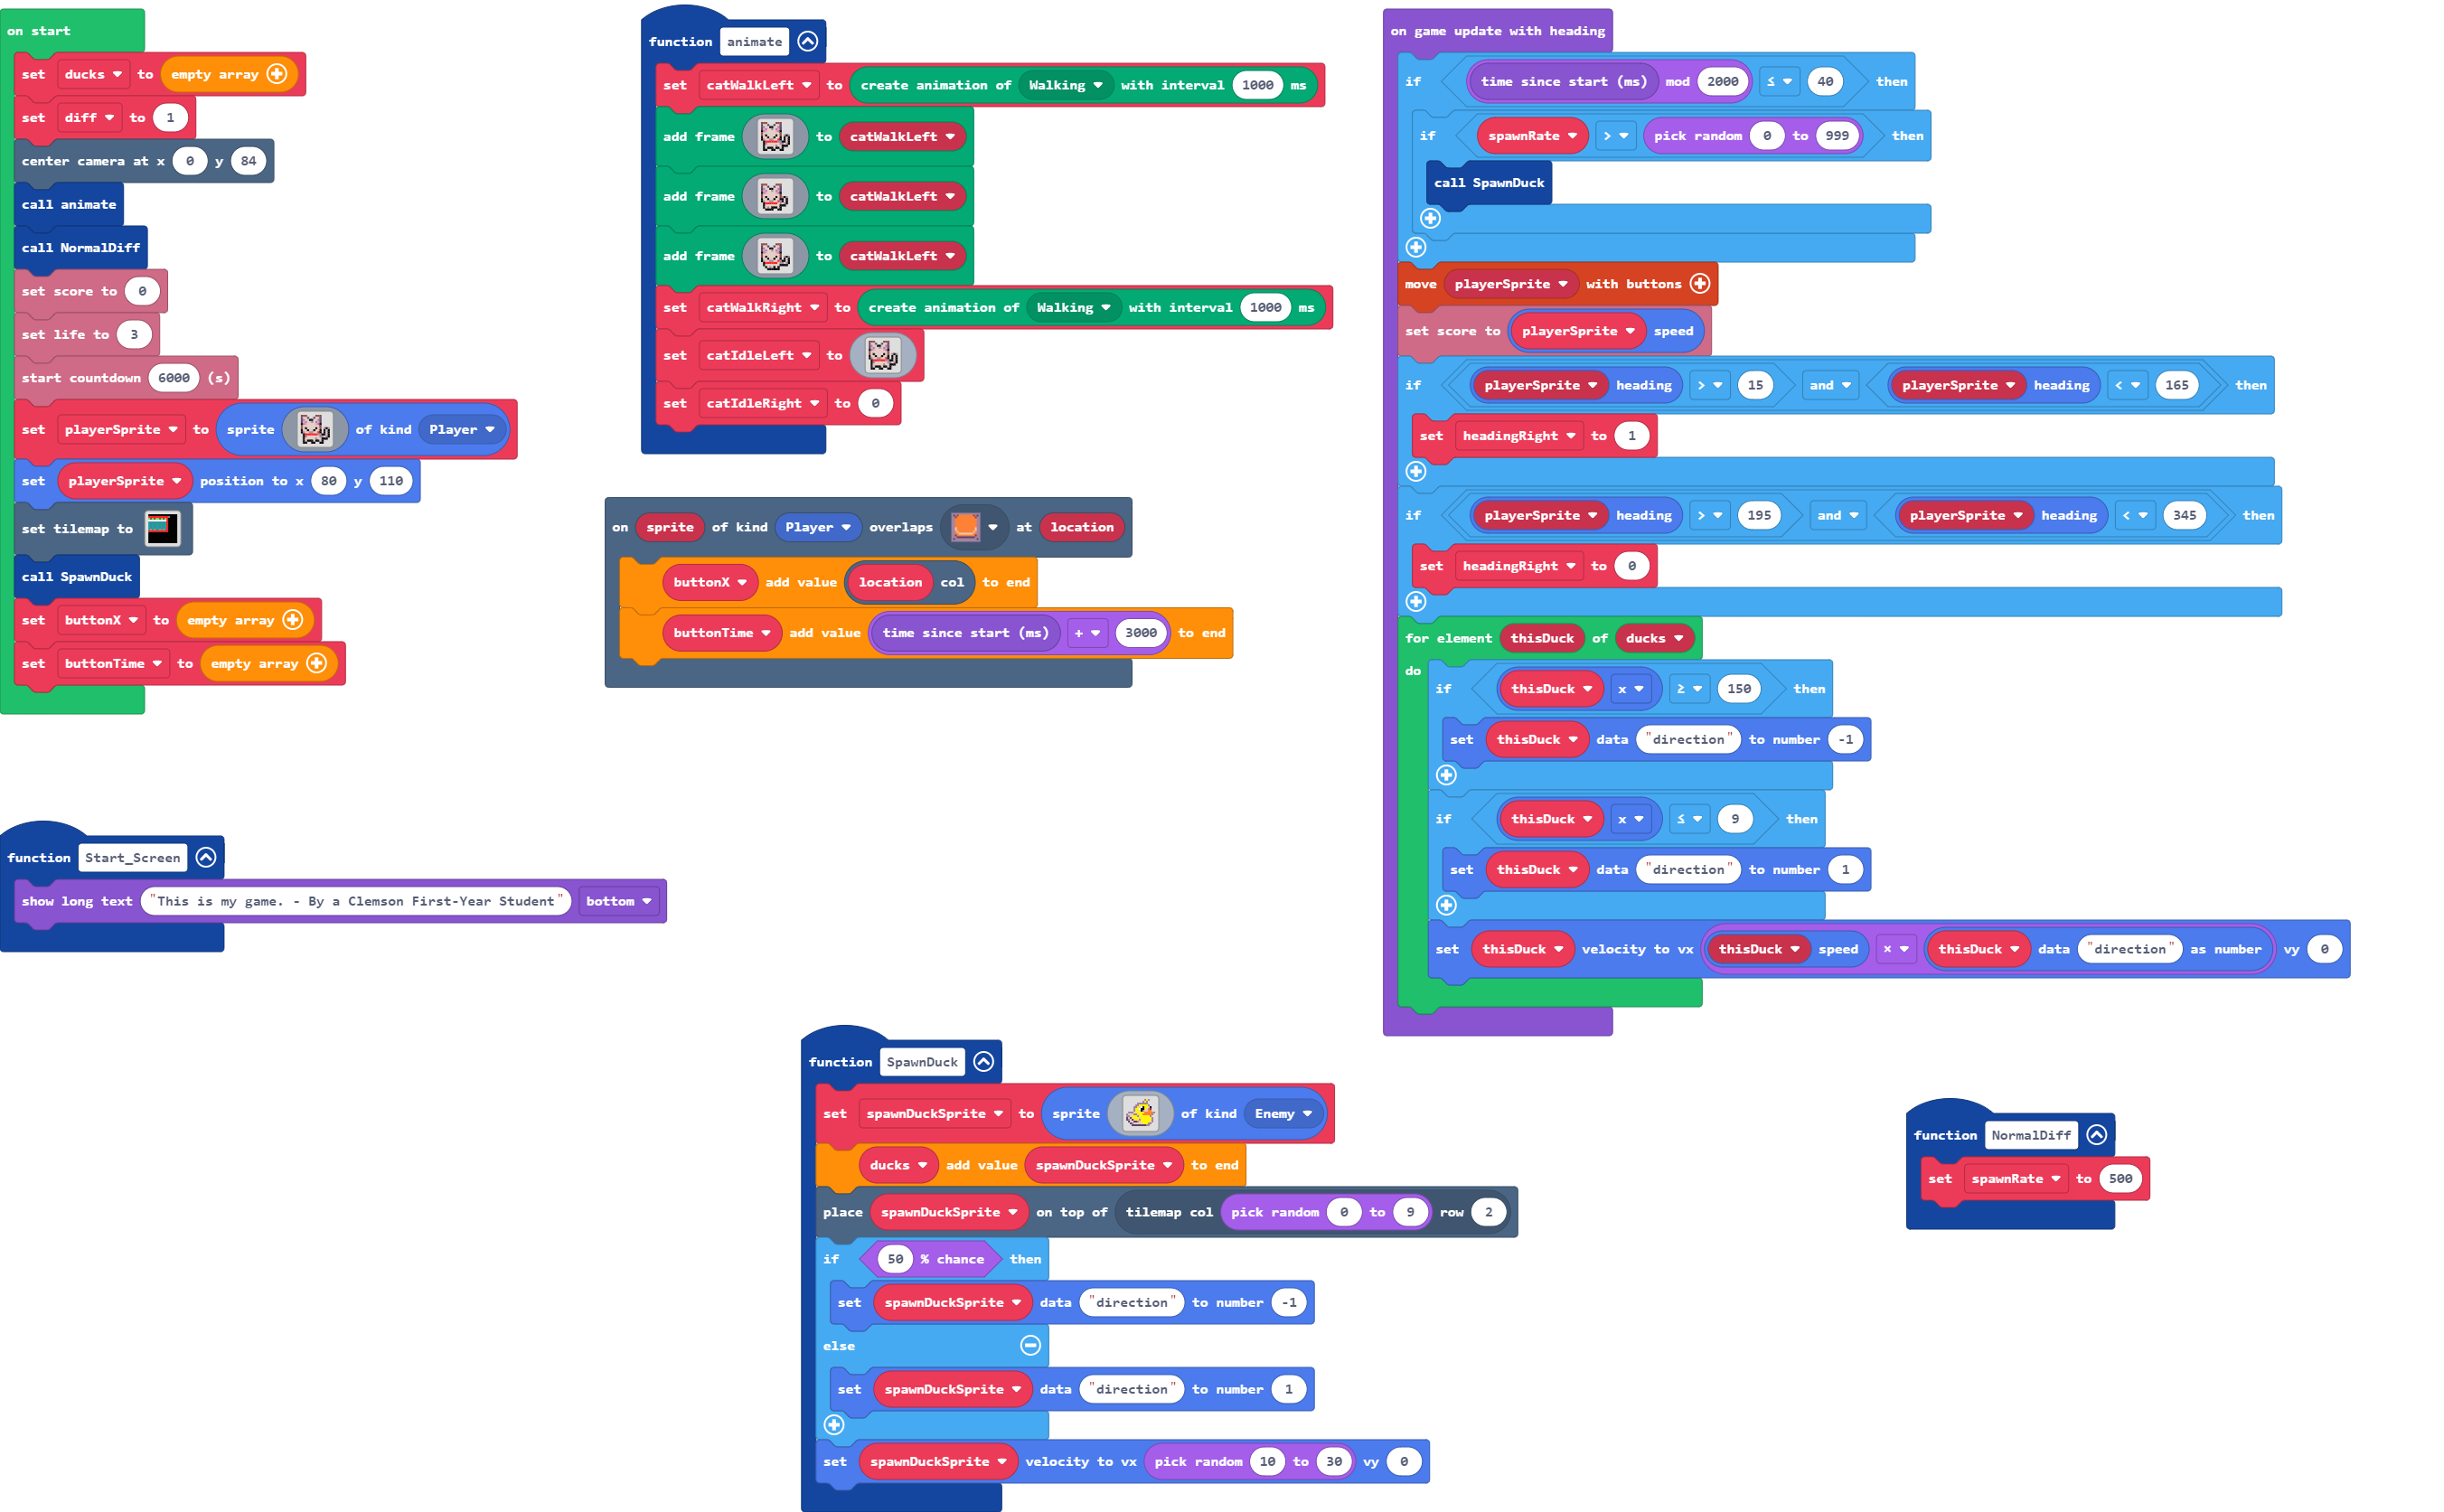 on start
set ducks to empty array
set diff to 1
center camera at x 0 y 84
call animate
call NormalDiff
set score to 0
set life to 3
start countdown 6000 (s)
set playerSprite to sprite of kind Player
set playerSprite position to x 80 y 110
set tilemap to
call SpawnDuck
set buttonX to empty array
set buttonTime to empty array
function Start_Screen
show long text "This is my game. - By a Clemson First-Year Student" bottom
function animate
set catWalkLeft to create animation of Walking with interval 1000 ms
add frame to catWalkLeft
add frame to catWalkLeft
add frame to catWalkLeft
set catWalkRight to create animation of Walking with interval 1000 ms
set catIdleLeft to
set catIdleRight to 0
on sprite of kind Player overlaps at location
buttonX add value location col to end
buttonTime add value time since start (ms) + 3000 to end
function SpawnDuck
set spawnDuckSprite to sprite of kind Enemy
ducks add value spawnDuckSprite to end
place spawnDuckSprite on top of tilemap col pick random 0 to 9 row 2
if 50 % chance then
set spawnDuckSprite data "direction" to number -1
else
set spawnDuckSprite data "direction" to number 1
set spawnDuckSprite velocity to vx pick random 10 to 30 vy 0
on game update with heading
if time since start (ms) mod 2000 ≤ 40 then
if spawnRate > pick random 0 to 999 then
call SpawnDuck
move playerSprite with buttons
set score to playerSprite speed
if playerSprite heading > 15 and playerSprite heading < 165 then
set headingRight to 1
if playerSprite heading > 195 and playerSprite heading < 345 then
set headingRight to 0
for element thisDuck of ducks
do
if thisDuck x ≥ 150 then
set thisDuck data "direction" to number -1
if thisDuck x ≤ 9 then
set thisDuck data "direction" to number 1
set thisDuck velocity to vx thisDuck speed × thisDuck data "direction" as number vy 0
function NormalDiff
set spawnRate to 500